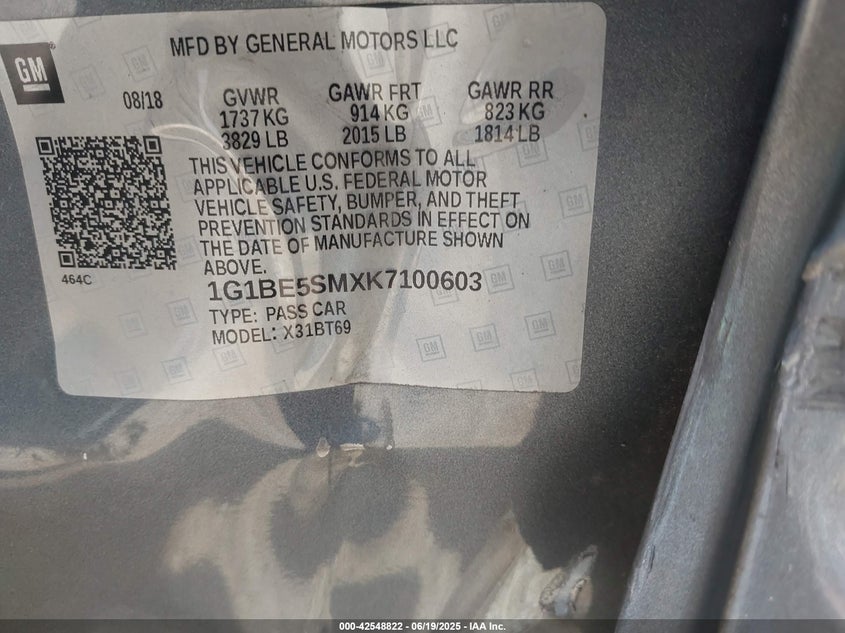 GM
MFD BY GENERAL MOTORS LLC
08/18
GVWR
1737 KG
3829 LB
GAWR FRT
914 KG
2015 LB
GAWR RR
823 KG
1814 LB
THIS VEHICLE CONFORMS TO ALL
APPLICABLE U.S. FEDERAL MOTOR
VEHICLE SAFETY, BUMPER, AND THEFT
PREVENTION STANDARDS IN EFFECT ON
THE DATE OF MANUFACTURE SHOWN
ABOVE.
464C
1G1BE5SMXK7100603
TYPE: PASS CAR
MODEL: X31BT69
000-42548822 - 06/19/2025 - IAA Inc.